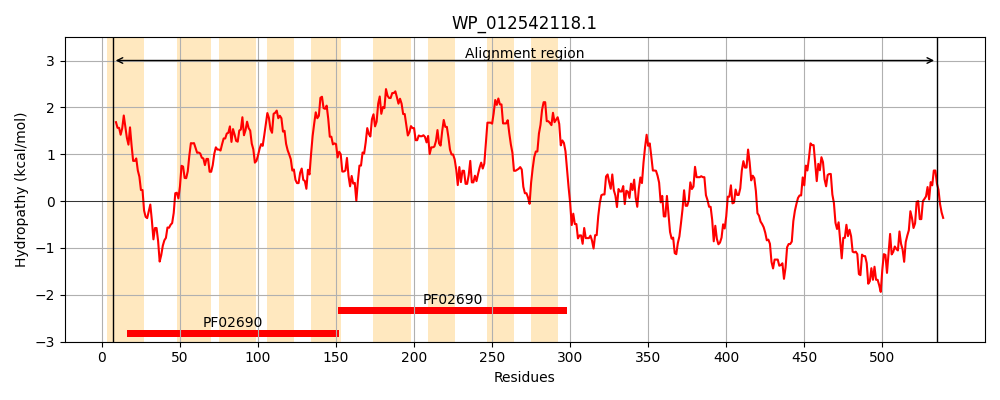 WP_012542118.1
Alignment region
3
2
1
0
−1
−2
−3
Hydropathy (kcal/mol)
PF02690
PF02690
0 50 100 150 200 250 300 350 400 450 500
Residues